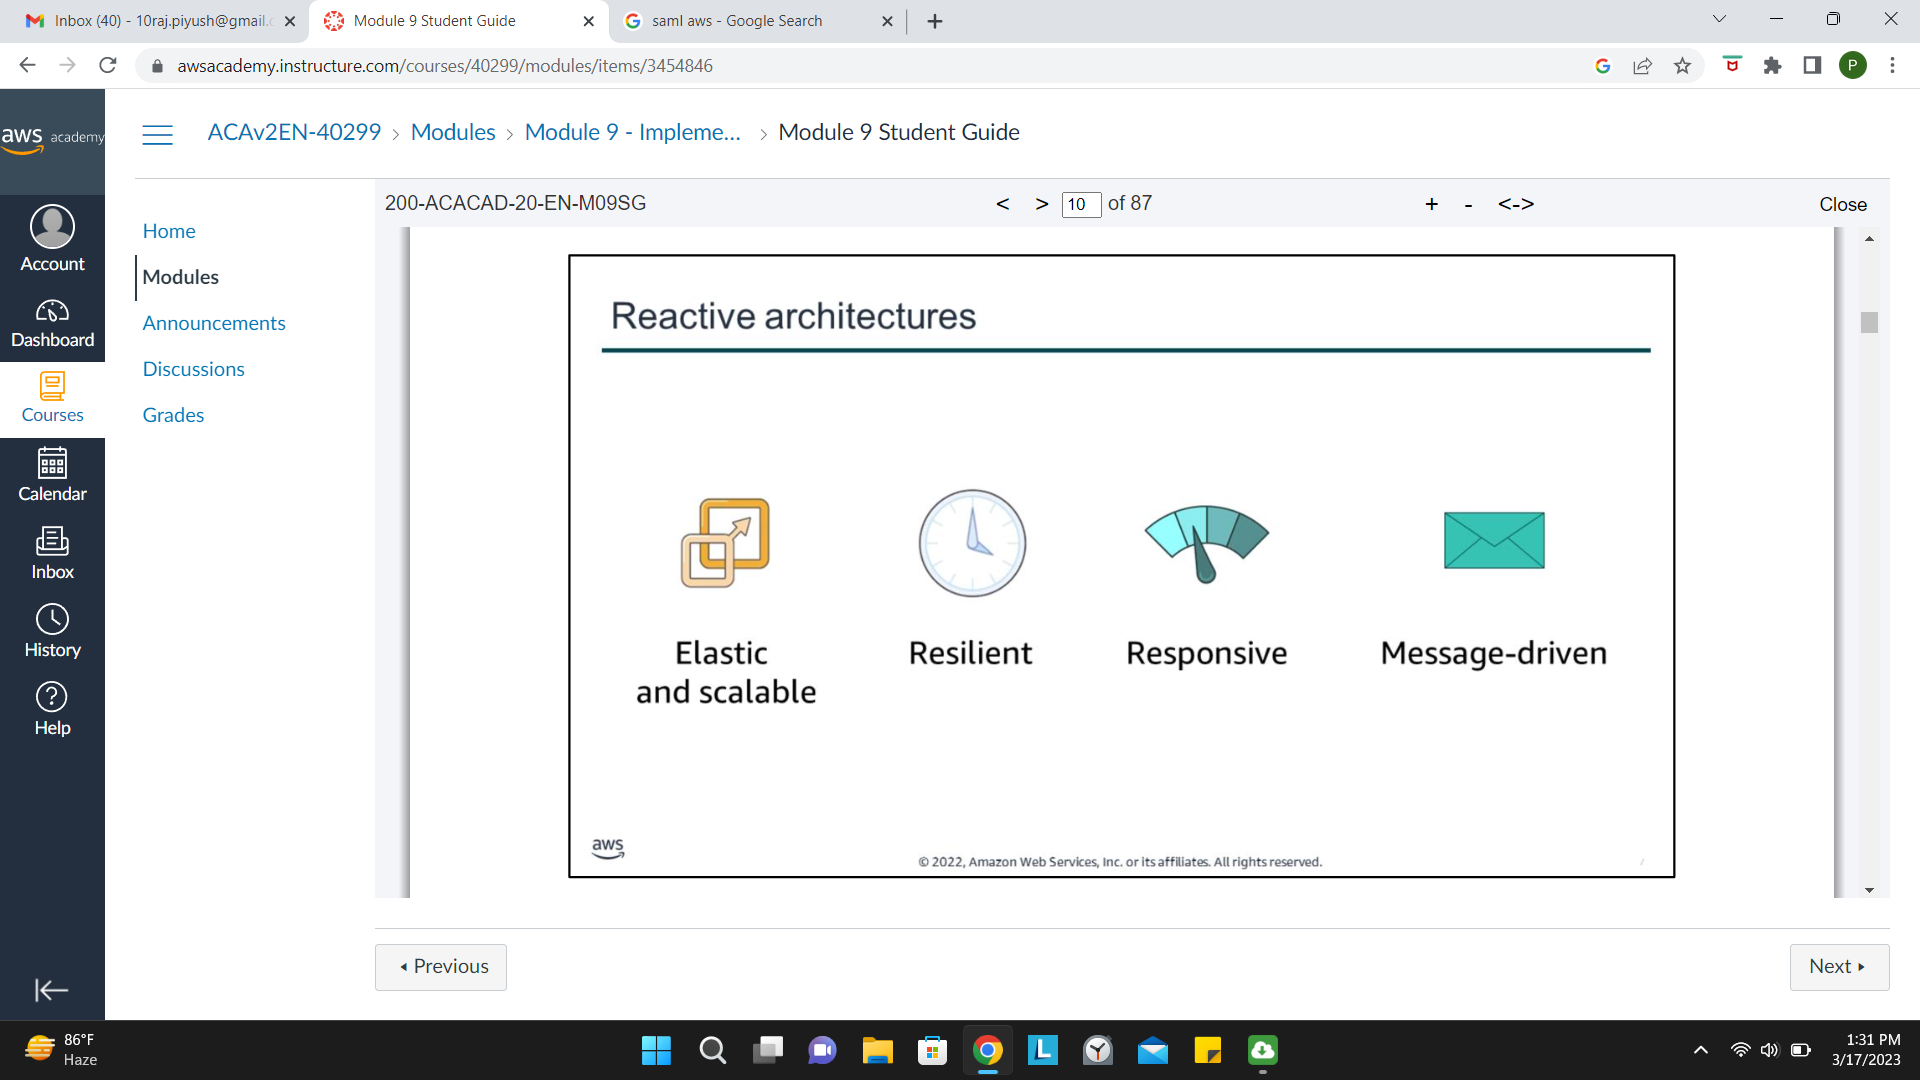 Inbox (40) - 10raj.piyush@gmail.c
Module 9 Student Guide
saml aws - Google Search
awsacademy.instructure.com/courses/40299/modules/items/3454846
P
aws academy
ACAv2EN-40299 > Modules > Module 9 - Impleme... > Module 9 Student Guide
200-ACACAD-20-EN-M09SG
< > 10 of 87
+ - <->
Close
Account
Dashboard
Courses
Calendar
Inbox
History
Help
Home
Modules
Announcements
Discussions
Grades
Reactive architectures
Elastic
and scalable
Resilient
Responsive
Message-driven
aws
© 2022, Amazon Web Services, Inc. or its affiliates. All rights reserved.
Previous
Next
86°F
Haze
L
1:31 PM
3/17/2023